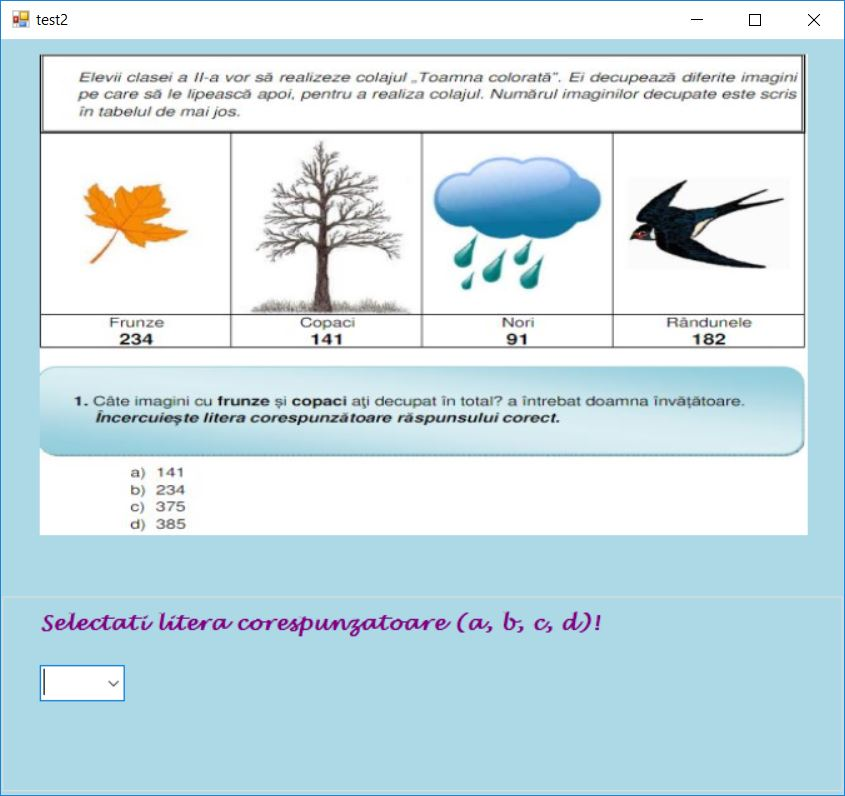 test2
Elevii clasei a II-a vor să realizeze colajul „Toamna colorată”. Ei decupează diferite imagini
pe care să le lipească apoi, pentru a realiza colajul. Numărul imaginilor decupate este scris
în tabelul de mai jos.
Frunze Copaci Nori Rândunele
234 141 91 182
1. Câte imagini cu frunze și copaci aţi decupat în total? a întrebat doamna învăţătoare.
Încercuieşte litera corespunzătoare răspunsului corect.
a) 141
b) 234
c) 375
d) 385
Selectati litera corespunzatoare (a, b, c, d)!